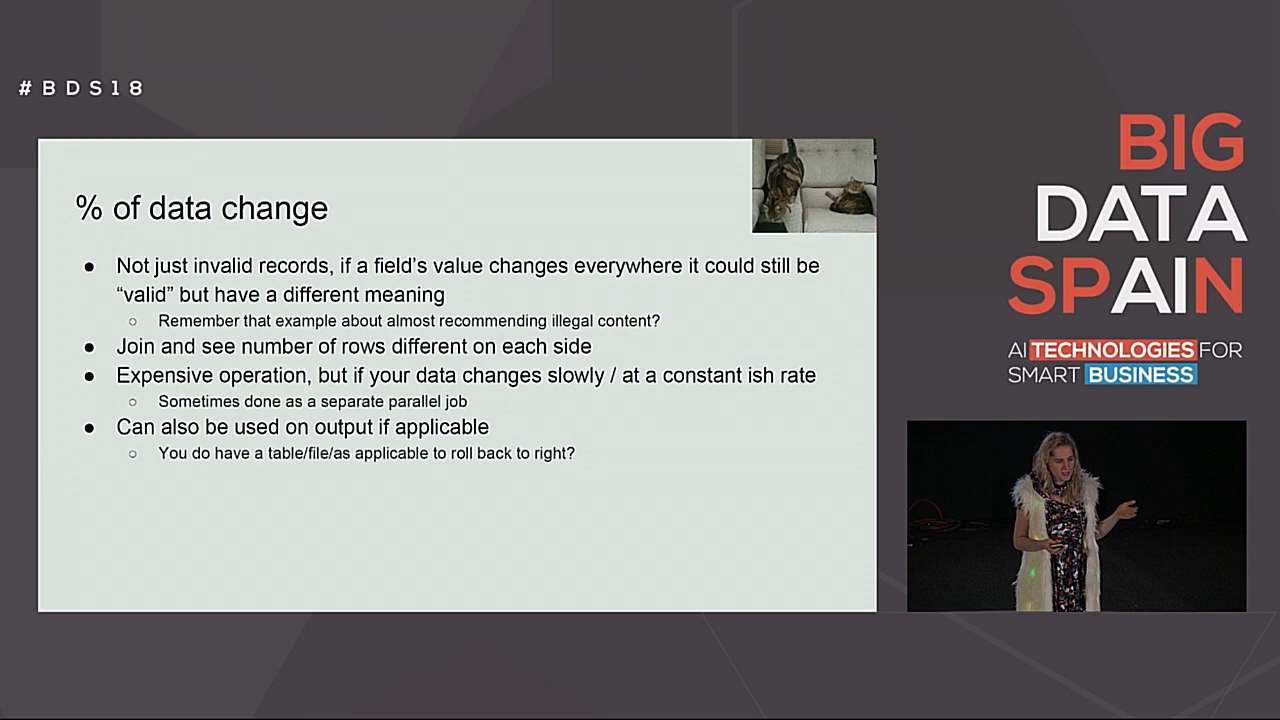 #BDS18
% of data change
● Not just invalid records, if a field's value changes everywhere it could still be
“valid” but have a different meaning
○ Remember that example about almost recommending illegal content?
● Join and see number of rows different on each side
● Expensive operation, but if your data changes slowly / at a constant ish rate
○ Sometimes done as a separate parallel job
● Can also be used on output if applicable
○ You do have a table/file/as applicable to roll back to right?
BIG
DATA
SPAIN
AI TECHNOLOGIES FOR
SMART BUSINESS